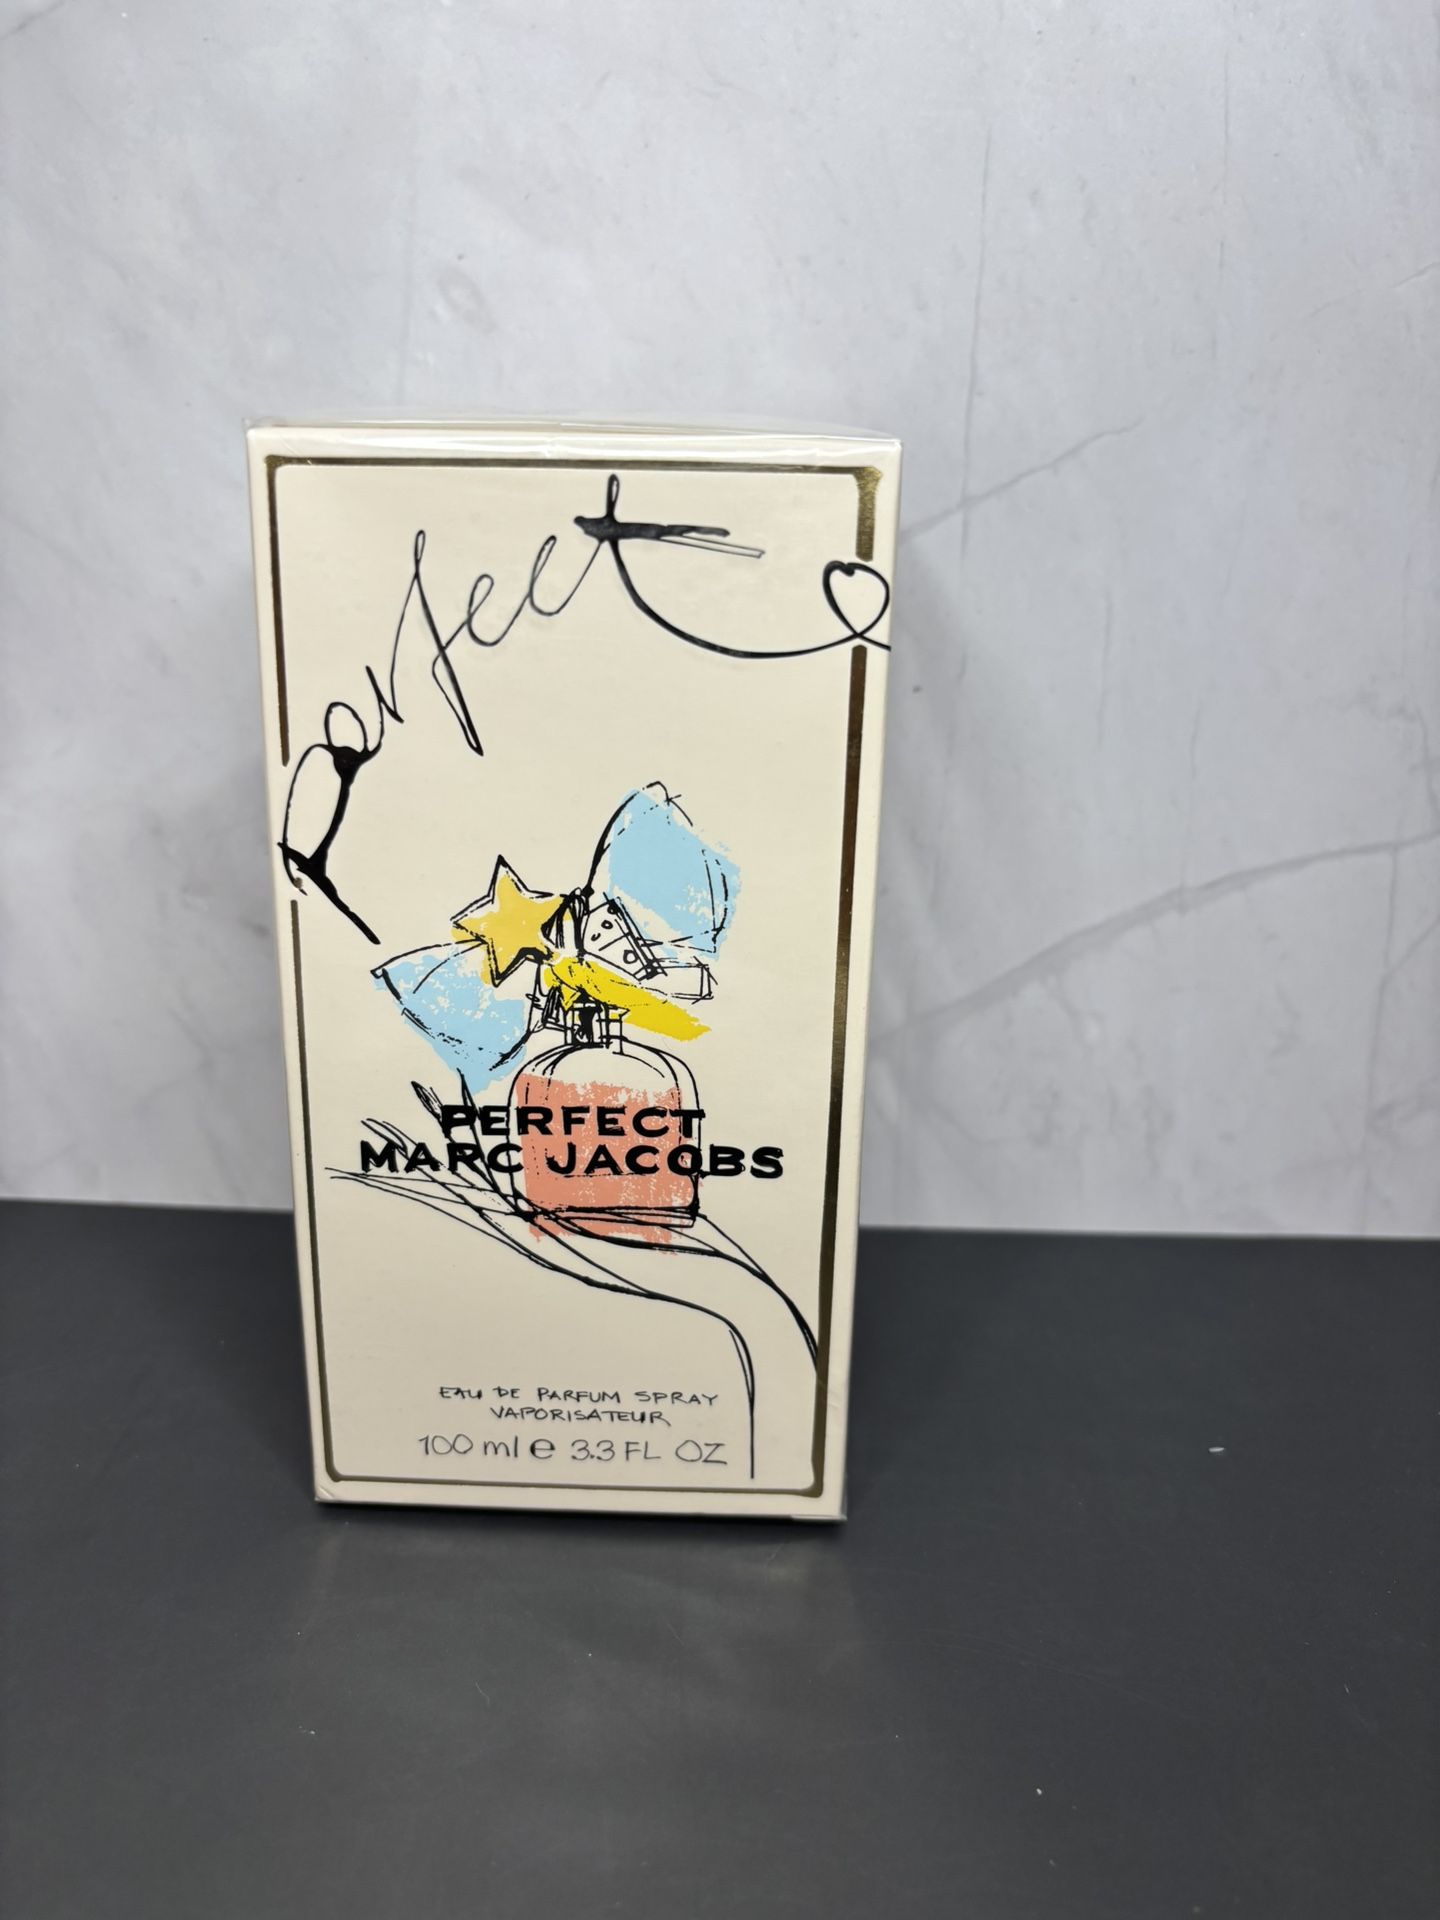 perfect
PERFECT
MARC JACOBS
EAU DE PARFUM SPRAY
VAPORISATEUR
100 ml e 3.3 FL OZ